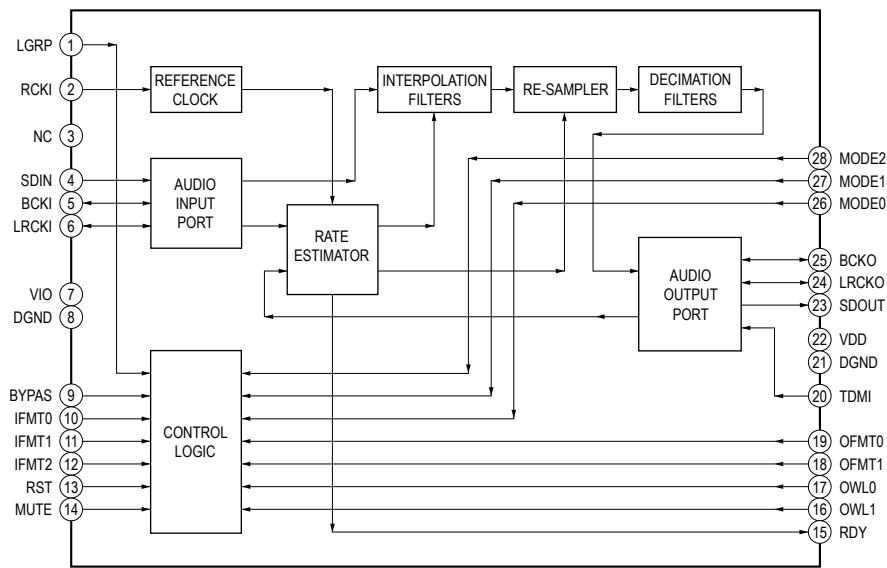 LGRP 1
RCKI 2
NC 3
SDIN 4
BCKI 5
LRCKI 6
VIO 7
DGND 8
BYPAS 9
IFMT0 10
IFMT1 11
IFMT2 12
RST 13
MUTE 14
REFERENCE
CLOCK
AUDIO
INPUT
PORT
RATE
ESTIMATOR
INTERPOLATION
FILTERS
RE-SAMPLER
DECIMATION
FILTERS
AUDIO
OUTPUT
PORT
CONTROL
LOGIC
28 MODE2
27 MODE1
26 MODE0
25 BCKO
24 LRCKO
23 SDOUT
22 VDD
21 DGND
20 TDMI
19 OFMT0
18 OFMT1
17 OWL0
16 OWL1
15 RDY